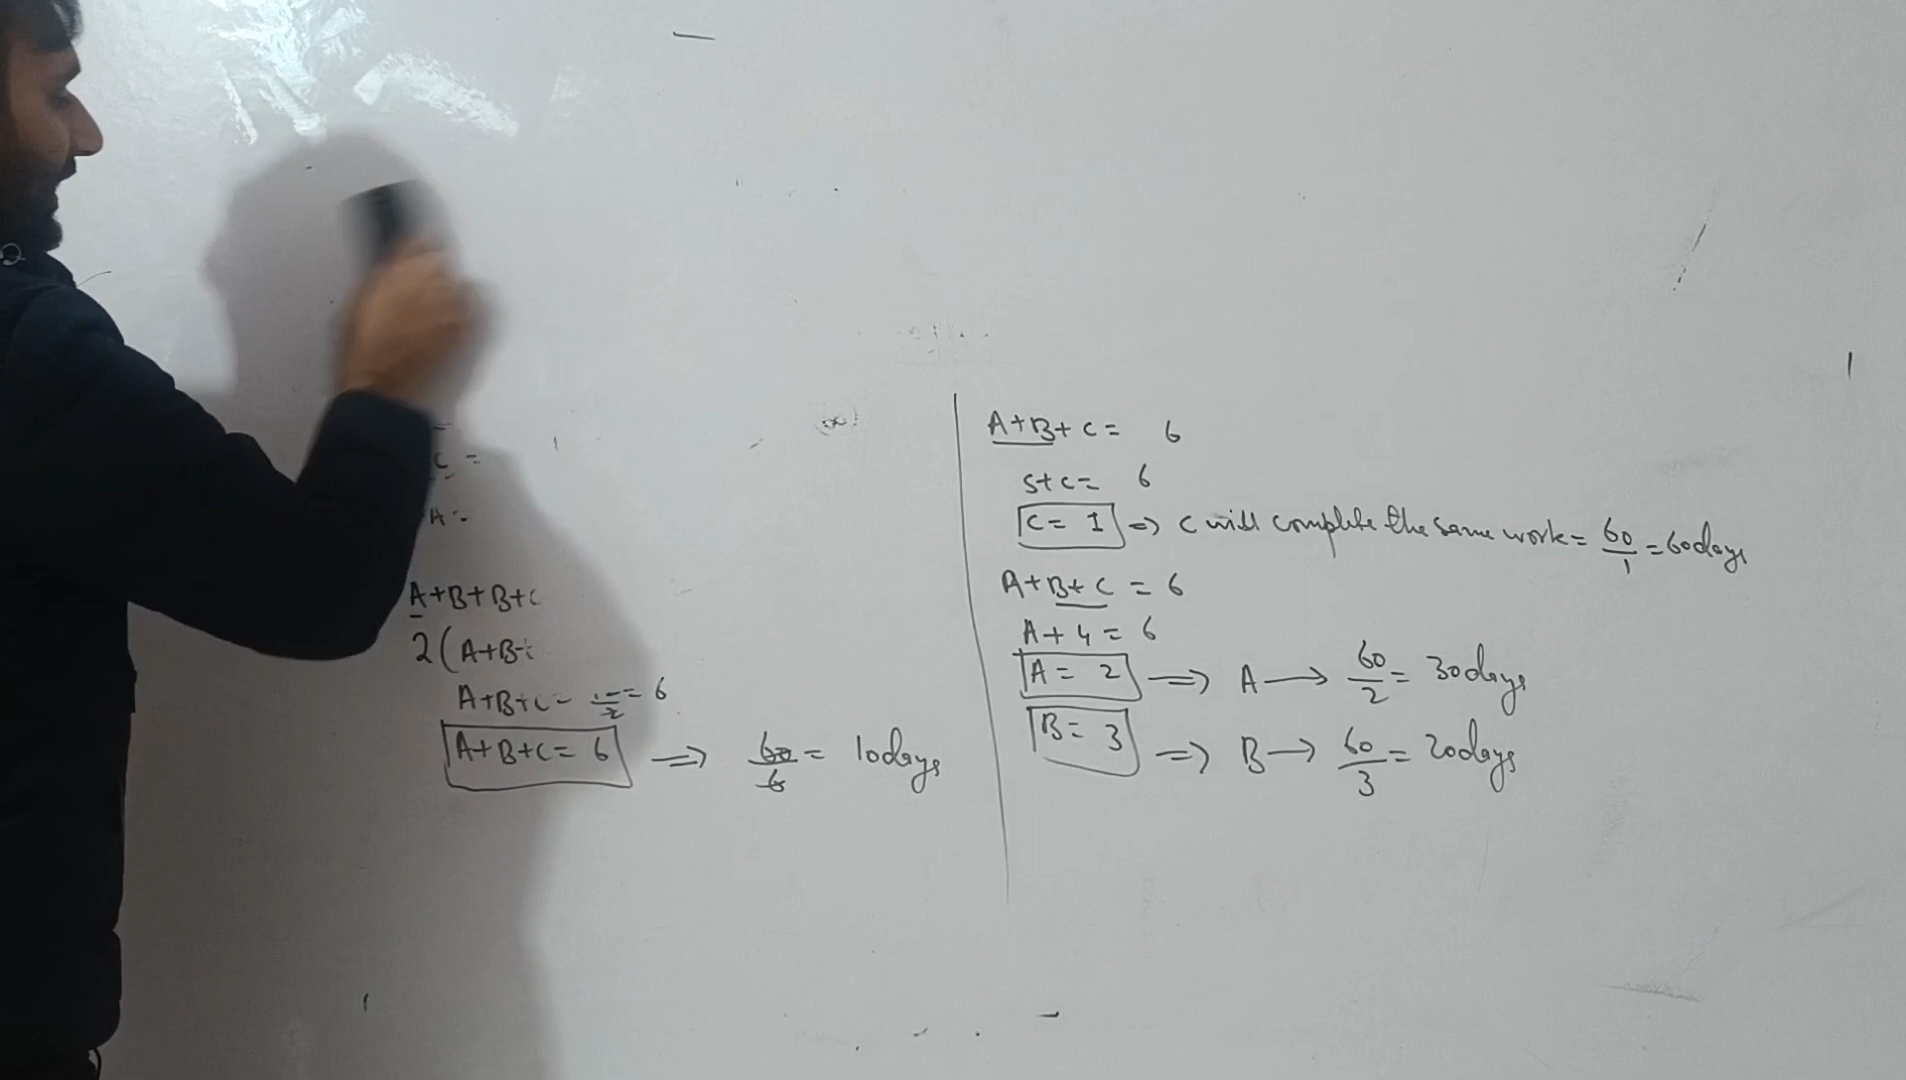 C =
A =
A+B+B+C
2(A+B+
A+B+C = 6
A+B+C = 6 ⇒ 60/6 = 10days
A+B+C = 6
5+C = 6
C = 1 ⇒ C will complete the same work = 60/1 = 60days
A+B+C = 6
A+4 = 6
A = 2 ⇒ A → 60/2 = 30days
B = 3 ⇒ B → 60/3 = 20days